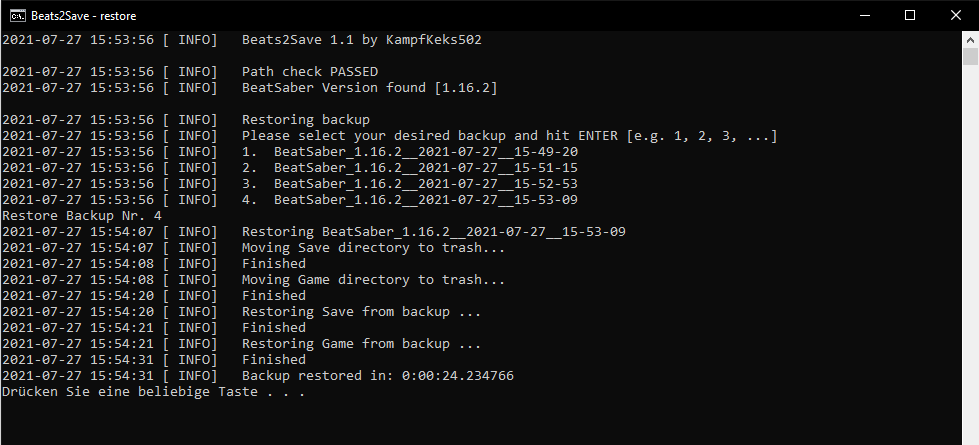 Beats2Save - restore
2021-07-27 15:53:56 [ INFO]   Beats2Save 1.1 by KampfKeks502
2021-07-27 15:53:56 [ INFO]   Path check PASSED
2021-07-27 15:53:56 [ INFO]   BeatSaber Version found [1.16.2]
2021-07-27 15:53:56 [ INFO]   Restoring backup
2021-07-27 15:53:56 [ INFO]   Please select your desired backup and hit ENTER [e.g. 1, 2, 3, ...]
2021-07-27 15:53:56 [ INFO]   1.  BeatSaber_1.16.2__2021-07-27__15-49-20
2021-07-27 15:53:56 [ INFO]   2.  BeatSaber_1.16.2__2021-07-27__15-51-15
2021-07-27 15:53:56 [ INFO]   3.  BeatSaber_1.16.2__2021-07-27__15-52-53
2021-07-27 15:53:56 [ INFO]   4.  BeatSaber_1.16.2__2021-07-27__15-53-09
Restore Backup Nr. 4
2021-07-27 15:54:07 [ INFO]   Restoring BeatSaber_1.16.2__2021-07-27__15-53-09
2021-07-27 15:54:07 [ INFO]   Moving Save directory to trash...
2021-07-27 15:54:08 [ INFO]   Finished
2021-07-27 15:54:08 [ INFO]   Moving Game directory to trash...
2021-07-27 15:54:20 [ INFO]   Finished
2021-07-27 15:54:20 [ INFO]   Restoring Save from backup ...
2021-07-27 15:54:21 [ INFO]   Finished
2021-07-27 15:54:21 [ INFO]   Restoring Game from backup ...
2021-07-27 15:54:31 [ INFO]   Finished
2021-07-27 15:54:31 [ INFO]   Backup restored in: 0:00:24.234766
Drücken Sie eine beliebige Taste . . .